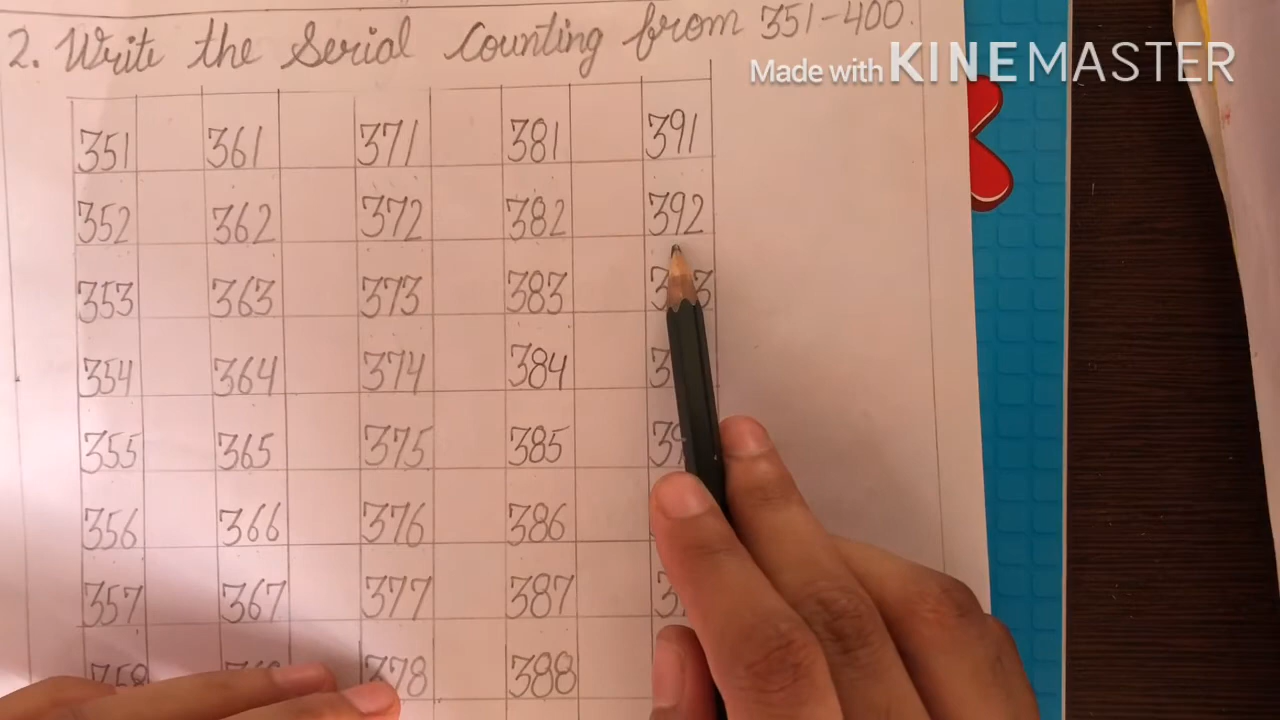 2. Write the Serial Counting from 351-400.
Made with KINEMASTER
351 361 371 381 391
352 362 372 382 392
353 363 373 383
354 364 374 384
355 365 375 385
356 366 376 386
357 367 377 387
358 378 388